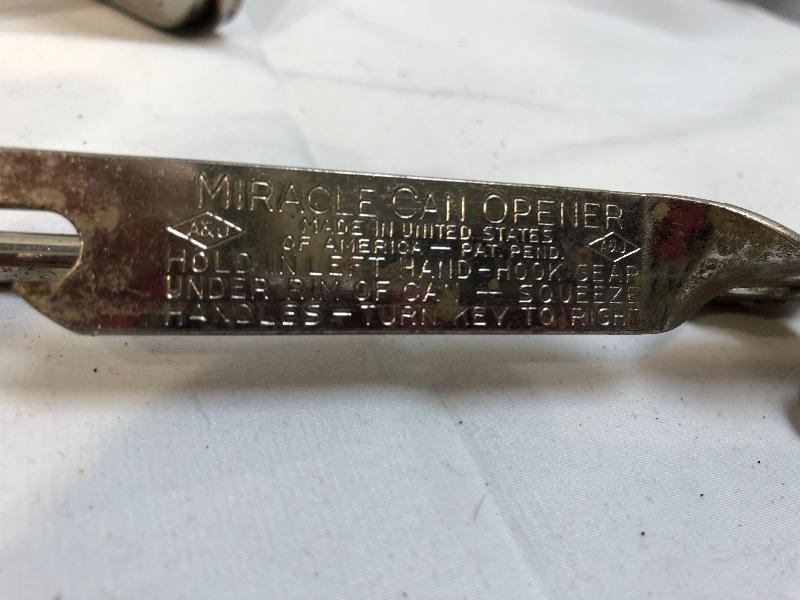 MIRACLE CAN OPENER
A&J MADE IN UNITED STATES A&J
OF AMERICA — PAT. PEND.
HOLD IN LEFT HAND-HOOK GEAR
UNDER RIM OF CAN — SQUEEZE
HANDLES — TURN KEY TO RIGHT